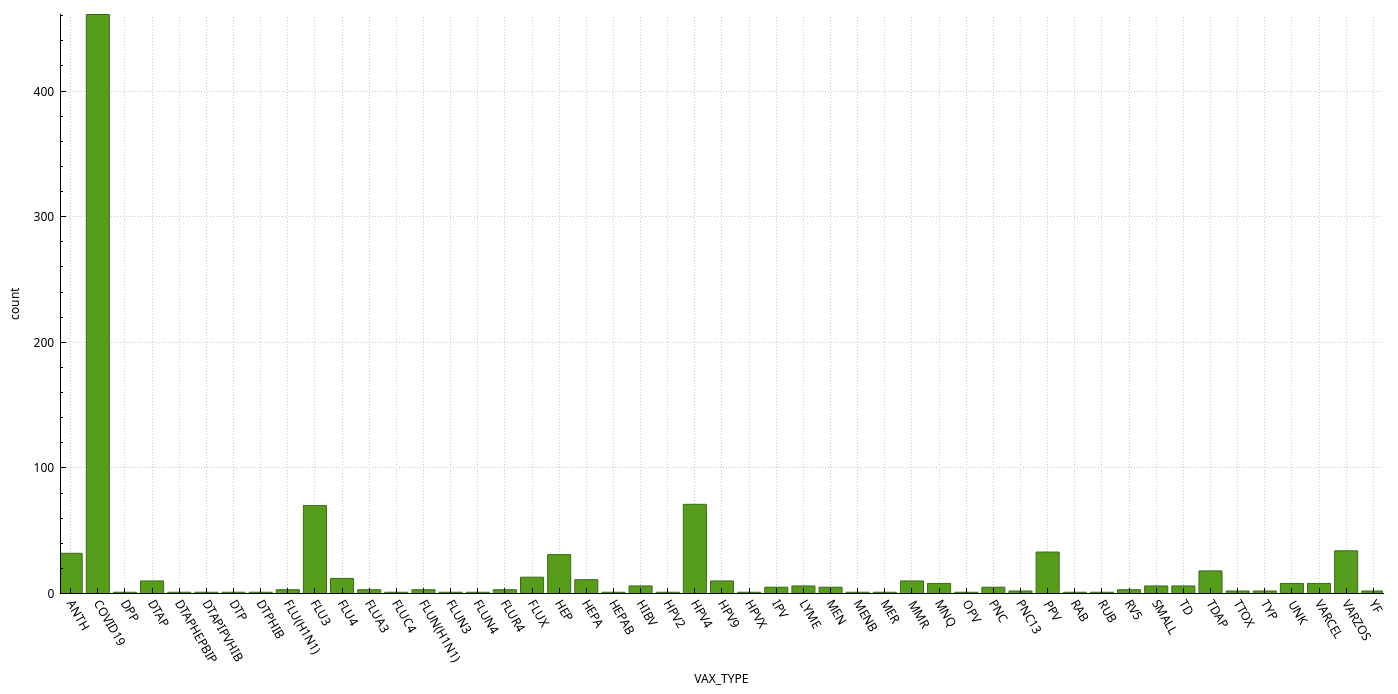 400
300
200
100
0
count
ANTH
COVID19
DPP
DTAP
DTAPHEPBIP
DTAPIPVHIB
DTP
DTPHIB
FLU(H1N1)
FLU3
FLU4
FLUA3
FLUC4
FLUN(H1N1)
FLUN3
FLUN4
FLUR4
FLUX
HEP
HEPA
HEPAB
HIBV
HPV2
HPV4
HPV9
HPVX
IPV
LYME
MEN
MENB
MER
MMR
MNQ
OPV
PNC
PNC13
PPV
RAB
RUB
RV5
SMALL
TD
TDAP
TTOX
TYP
UNK
VARCEL
VARZOS
YF
VAX_TYPE